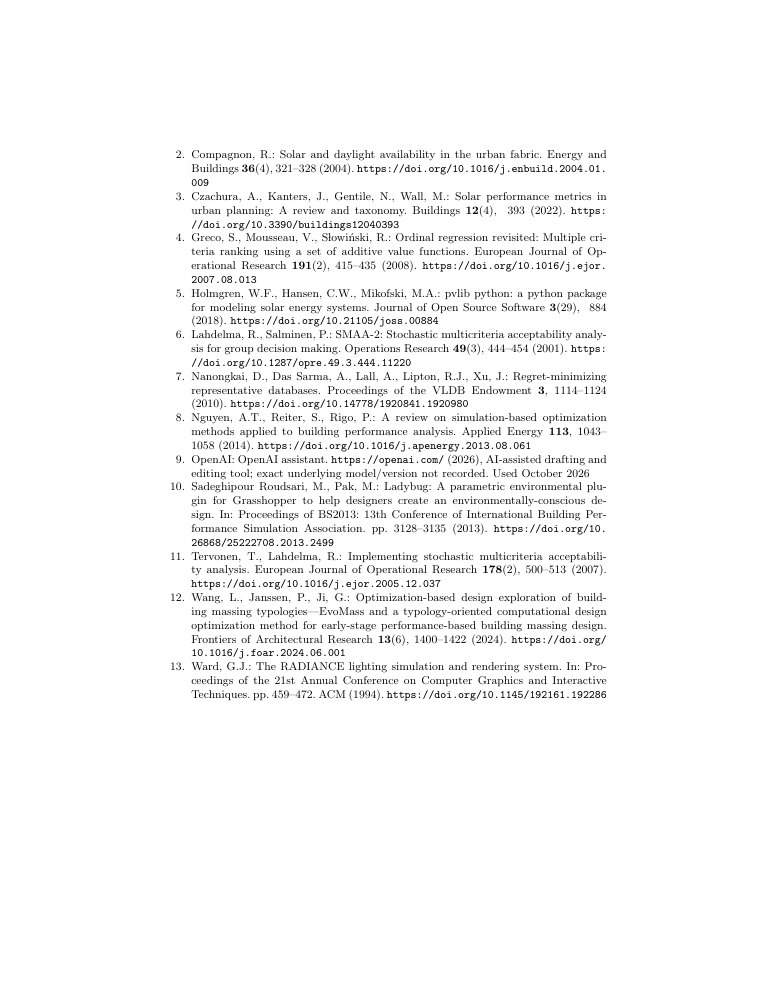 2. Compagnon, R.: Solar and daylight availability in the urban fabric. Energy and
Buildings 36(4), 321–328 (2004). https://doi.org/10.1016/j.enbuild.2004.01.
009
3. Czachura, A., Kanters, J., Gentile, N., Wall, M.: Solar performance metrics in
urban planning: A review and taxonomy. Buildings 12(4), 393 (2022). https:
//doi.org/10.3390/buildings12040393
4. Greco, S., Mousseau, V., Słowiński, R.: Ordinal regression revisited: Multiple cri-
teria ranking using a set of additive value functions. European Journal of Op-
erational Research 191(2), 415–435 (2008). https://doi.org/10.1016/j.ejor.
2007.08.013
5. Holmgren, W.F., Hansen, C.W., Mikofski, M.A.: pvlib python: a python package
for modeling solar energy systems. Journal of Open Source Software 3(29), 884
(2018). https://doi.org/10.21105/joss.00884
6. Lahdelma, R., Salminen, P.: SMAA-2: Stochastic multicriteria acceptability analy-
sis for group decision making. Operations Research 49(3), 444–454 (2001). https:
//doi.org/10.1287/opre.49.3.444.11220
7. Nanongkai, D., Das Sarma, A., Lall, A., Lipton, R.J., Xu, J.: Regret-minimizing
representative databases. Proceedings of the VLDB Endowment 3, 1114–1124
(2010). https://doi.org/10.14778/1920841.1920980
8. Nguyen, A.T., Reiter, S., Rigo, P.: A review on simulation-based optimization
methods applied to building performance analysis. Applied Energy 113, 1043–
1058 (2014). https://doi.org/10.1016/j.apenergy.2013.08.061
9. OpenAI: OpenAI assistant. https://openai.com/ (2026), AI-assisted drafting and
editing tool; exact underlying model/version not recorded. Used October 2026
10. Sadeghipour Roudsari, M., Pak, M.: Ladybug: A parametric environmental plu-
gin for Grasshopper to help designers create an environmentally-conscious de-
sign. In: Proceedings of BS2013: 13th Conference of International Building Per-
formance Simulation Association. pp. 3128–3135 (2013). https://doi.org/10.
26868/25222708.2013.2499
11. Tervonen, T., Lahdelma, R.: Implementing stochastic multicriteria acceptabili-
ty analysis. European Journal of Operational Research 178(2), 500–513 (2007).
https://doi.org/10.1016/j.ejor.2005.12.037
12. Wang, L., Janssen, P., Ji, G.: Optimization-based design exploration of build-
ing massing typologies—EvoMass and a typology-oriented computational design
optimization method for early-stage performance-based building massing design.
Frontiers of Architectural Research 13(6), 1400–1422 (2024). https://doi.org/
10.1016/j.foar.2024.06.001
13. Ward, G.J.: The RADIANCE lighting simulation and rendering system. In: Pro-
ceedings of the 21st Annual Conference on Computer Graphics and Interactive
Techniques. pp. 459–472. ACM (1994). https://doi.org/10.1145/192161.192286